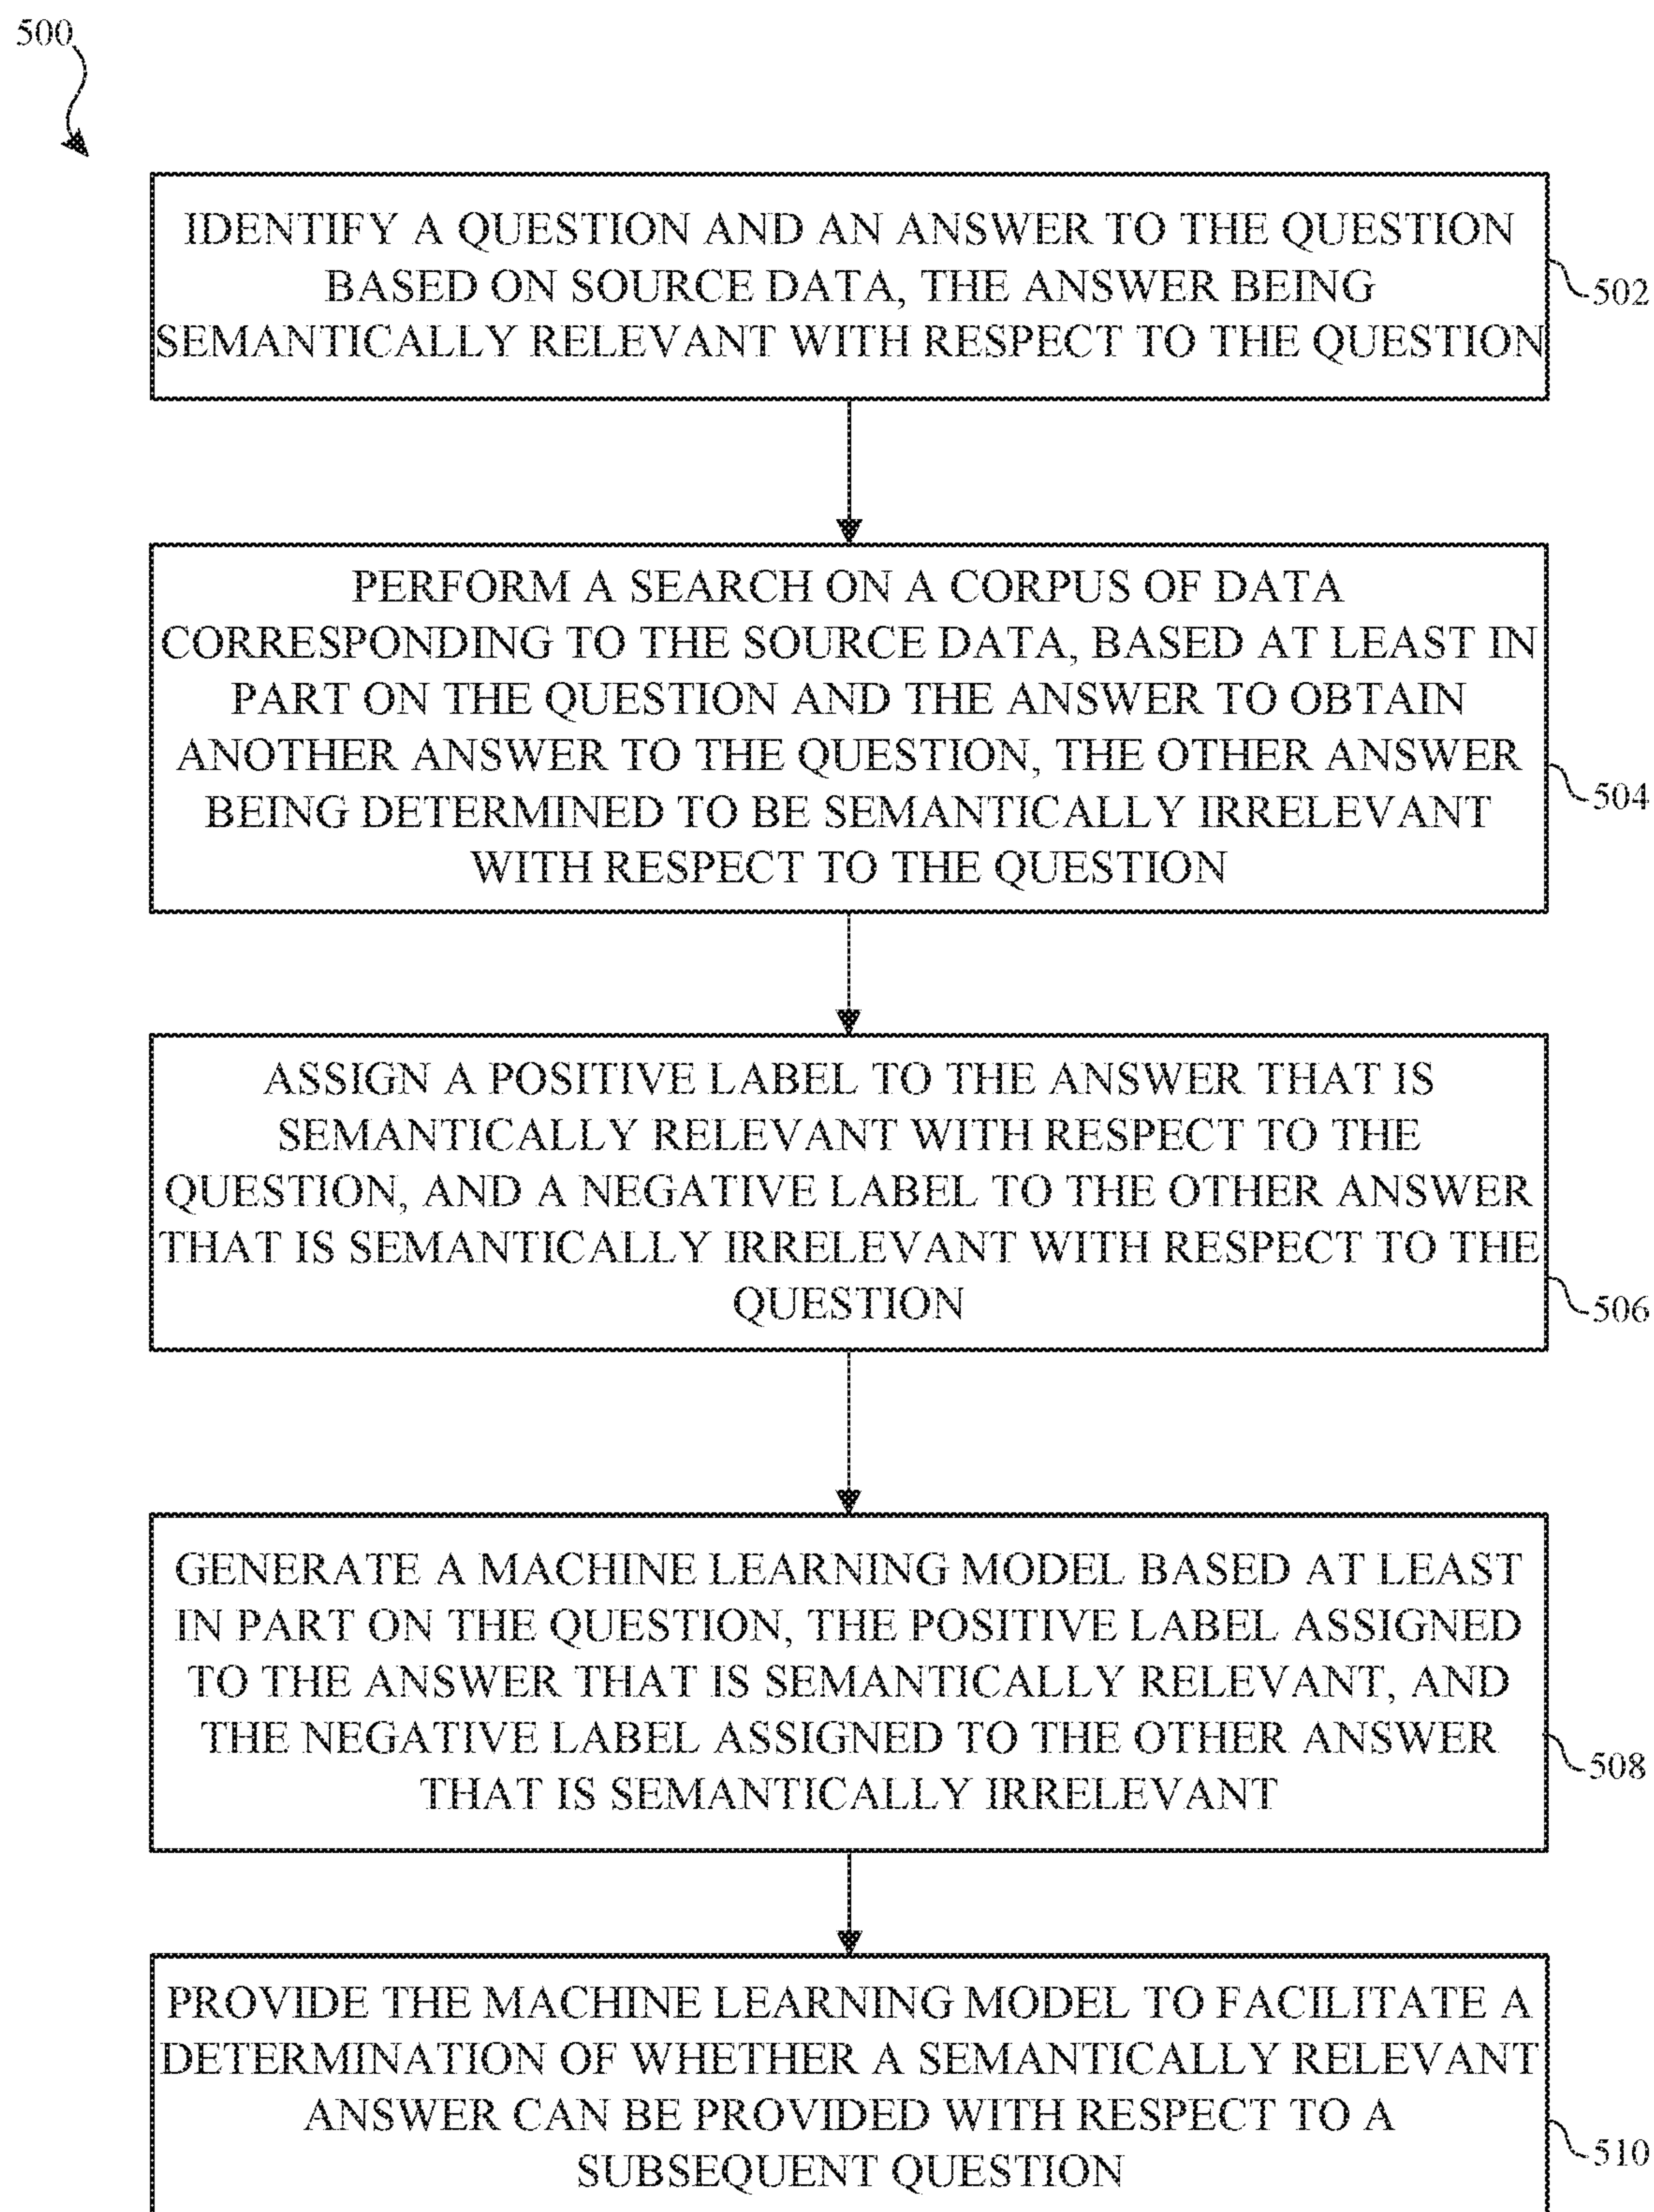 500
IDENTIFY A QUESTION AND AN ANSWER TO THE QUESTION
BASED ON SOURCE DATA, THE ANSWER BEING
SEMANTICALLY RELEVANT WITH RESPECT TO THE QUESTION
502
PERFORM A SEARCH ON A CORPUS OF DATA
CORRESPONDING TO THE SOURCE DATA, BASED AT LEAST IN
PART ON THE QUESTION AND THE ANSWER TO OBTAIN
ANOTHER ANSWER TO THE QUESTION, THE OTHER ANSWER
BEING DETERMINED TO BE SEMANTICALLY IRRELEVANT
WITH RESPECT TO THE QUESTION
504
ASSIGN A POSITIVE LABEL TO THE ANSWER THAT IS
SEMANTICALLY RELEVANT WITH RESPECT TO THE
QUESTION, AND A NEGATIVE LABEL TO THE OTHER ANSWER
THAT IS SEMANTICALLY IRRELEVANT WITH RESPECT TO THE
QUESTION
506
GENERATE A MACHINE LEARNING MODEL BASED AT LEAST
IN PART ON THE QUESTION, THE POSITIVE LABEL ASSIGNED
TO THE ANSWER THAT IS SEMANTICALLY RELEVANT, AND
THE NEGATIVE LABEL ASSIGNED TO THE OTHER ANSWER
THAT IS SEMANTICALLY IRRELEVANT
508
PROVIDE THE MACHINE LEARNING MODEL TO FACILITATE A
DETERMINATION OF WHETHER A SEMANTICALLY RELEVANT
ANSWER CAN BE PROVIDED WITH RESPECT TO A
SUBSEQUENT QUESTION
510